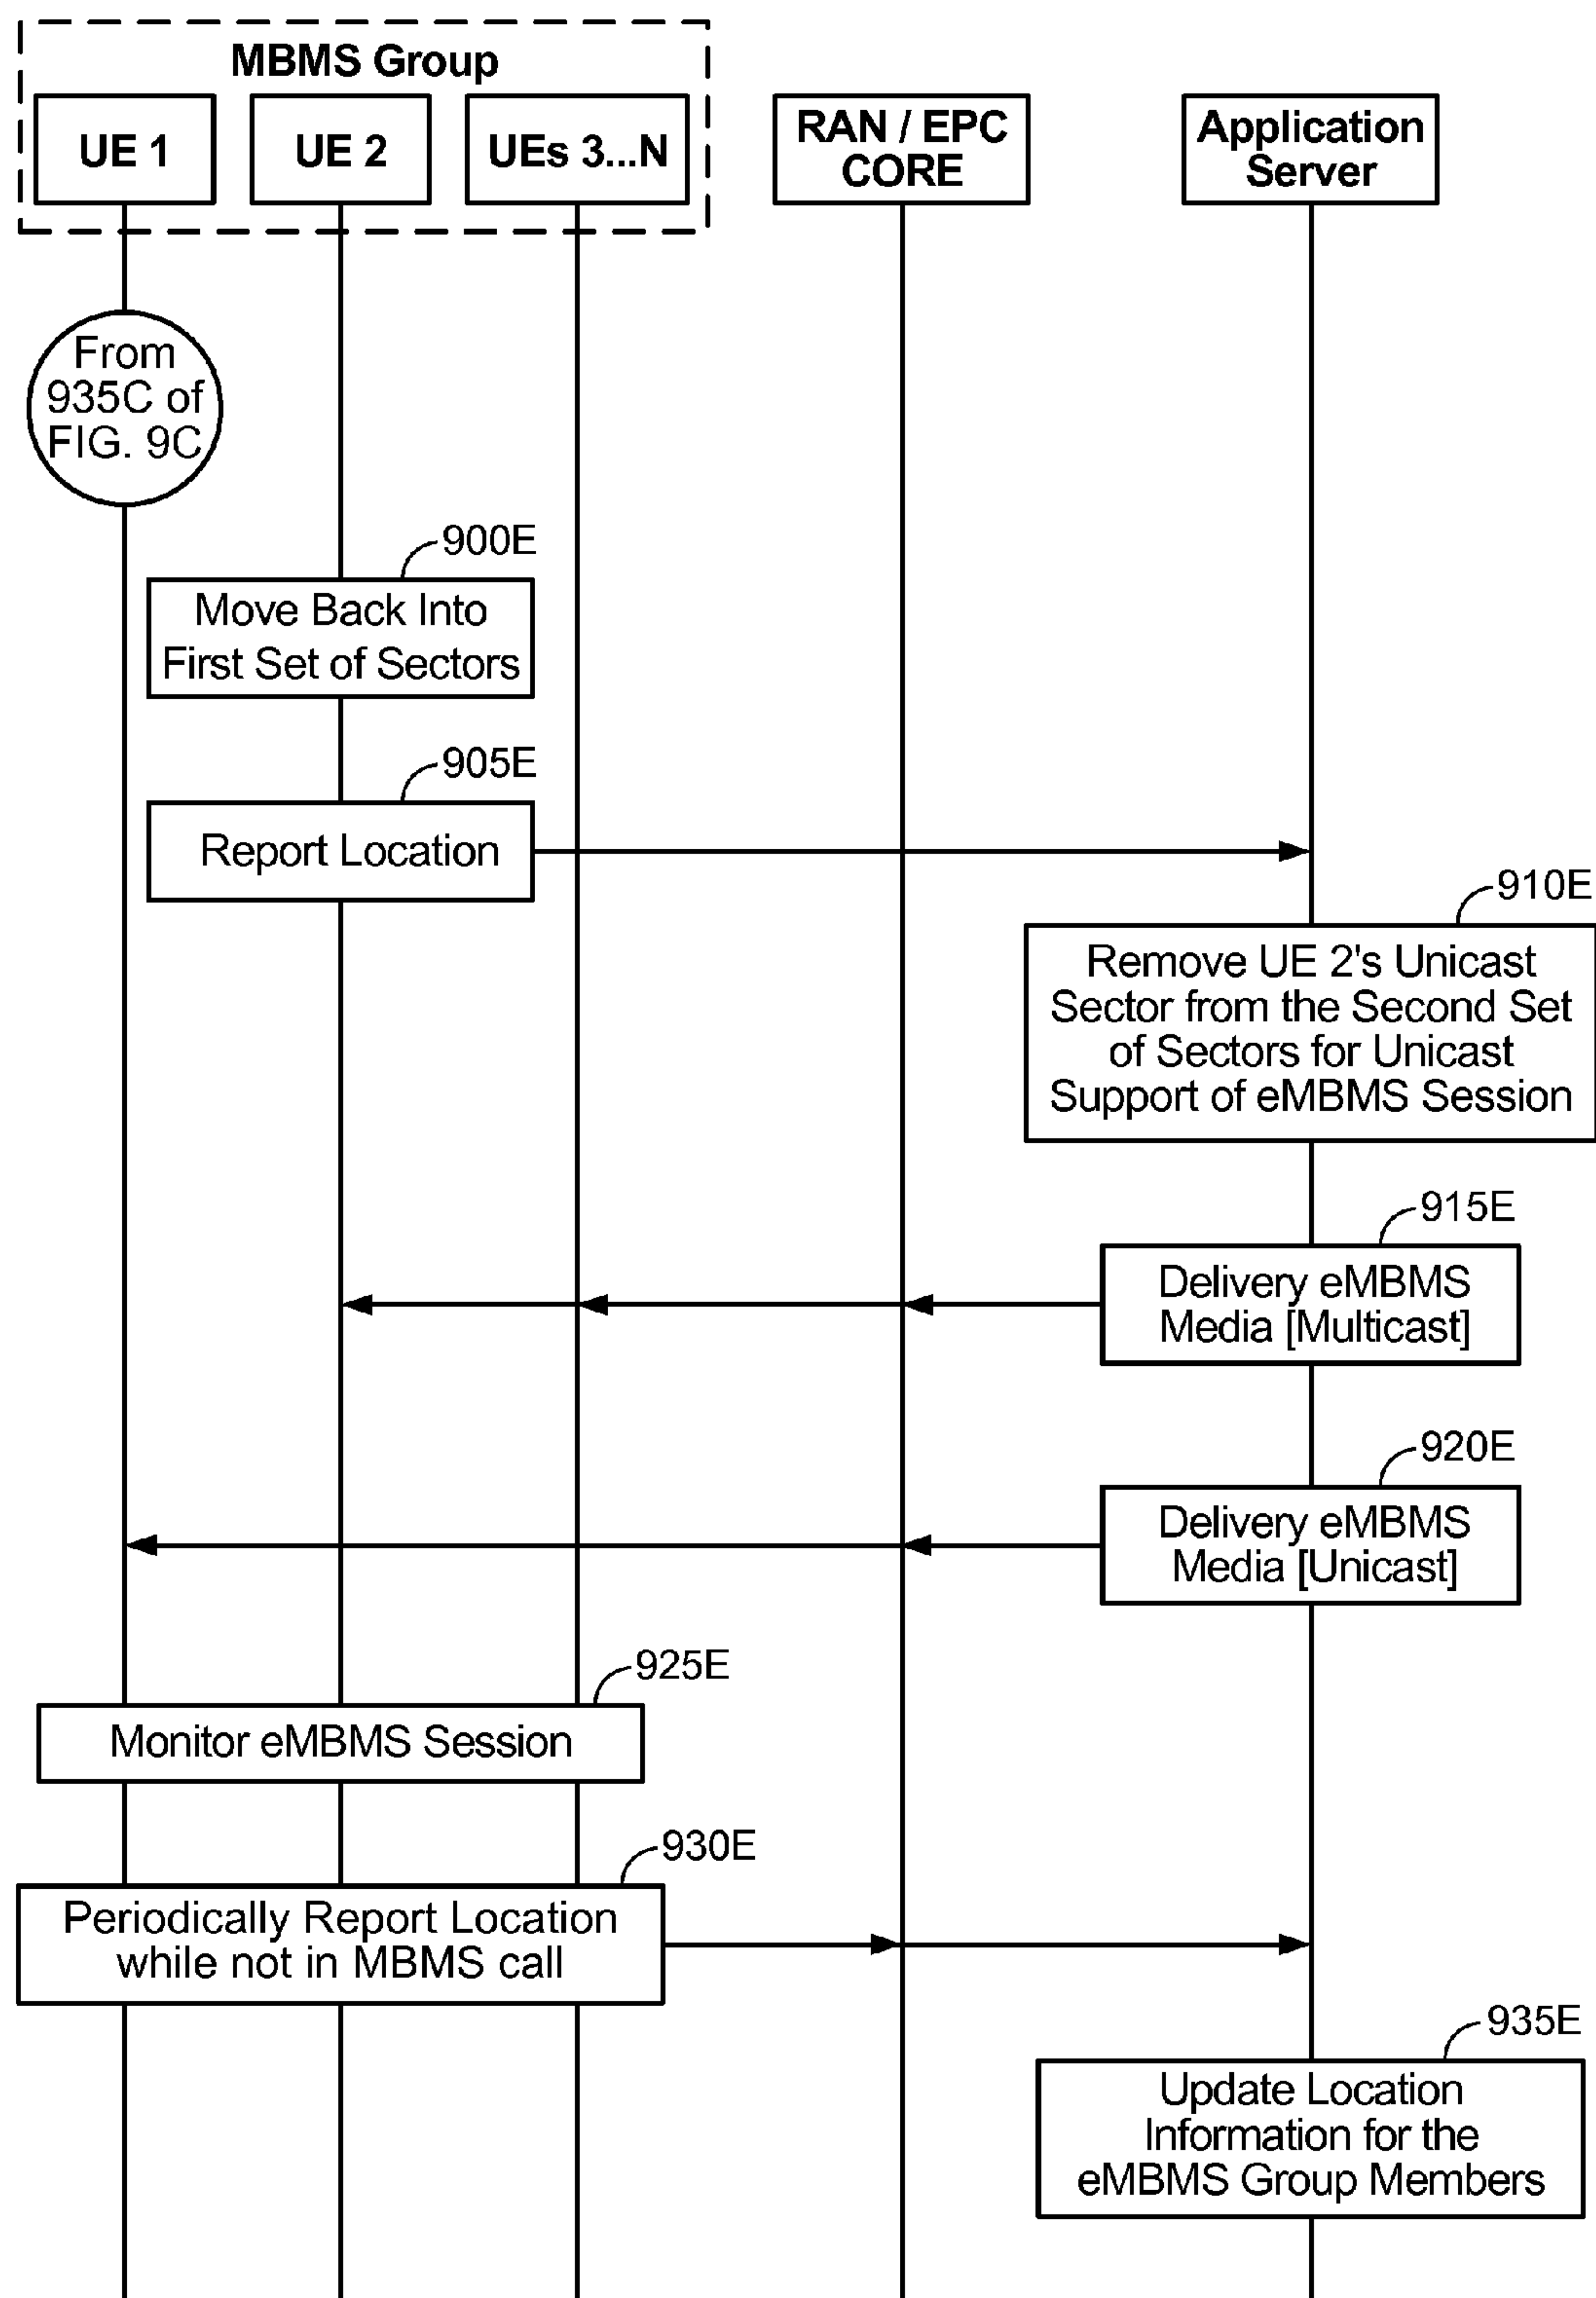 MBMS Group
UE 1
UE 2
UEs 3...N
RAN / EPC
CORE
Application
Server
From
935C of
FIG. 9C
900E
Move Back Into
First Set of Sectors
905E
Report Location
910E
Remove UE 2's Unicast
Sector from the Second Set
of Sectors for Unicast
Support of eMBMS Session
915E
Delivery eMBMS
Media [Multicast]
920E
Delivery eMBMS
Media [Unicast]
925E
Monitor eMBMS Session
930E
Periodically Report Location
while not in MBMS call
935E
Update Location
Information for the
eMBMS Group Members